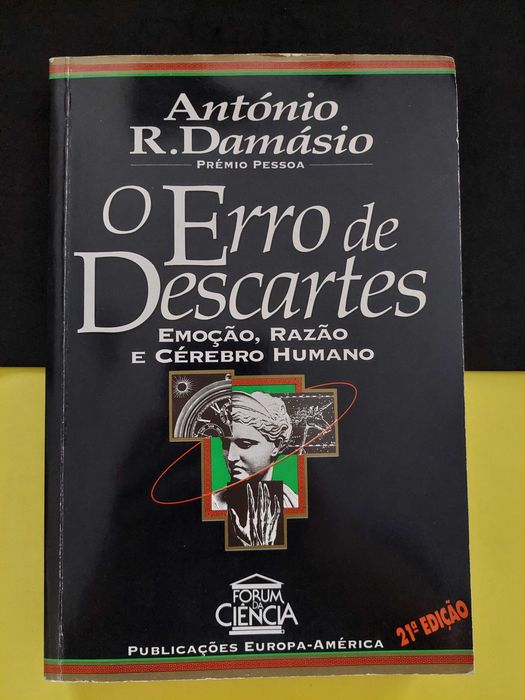 António
R. Damásio
PRÉMIO PESSOA
O Erro de
Descartes
EMOÇÃO, RAZÃO
E CÉREBRO HUMANO
FORUM
DA
CIÊNCIA
21ª EDIÇÃO
PUBLICAÇÕES EUROPA-AMÉRICA